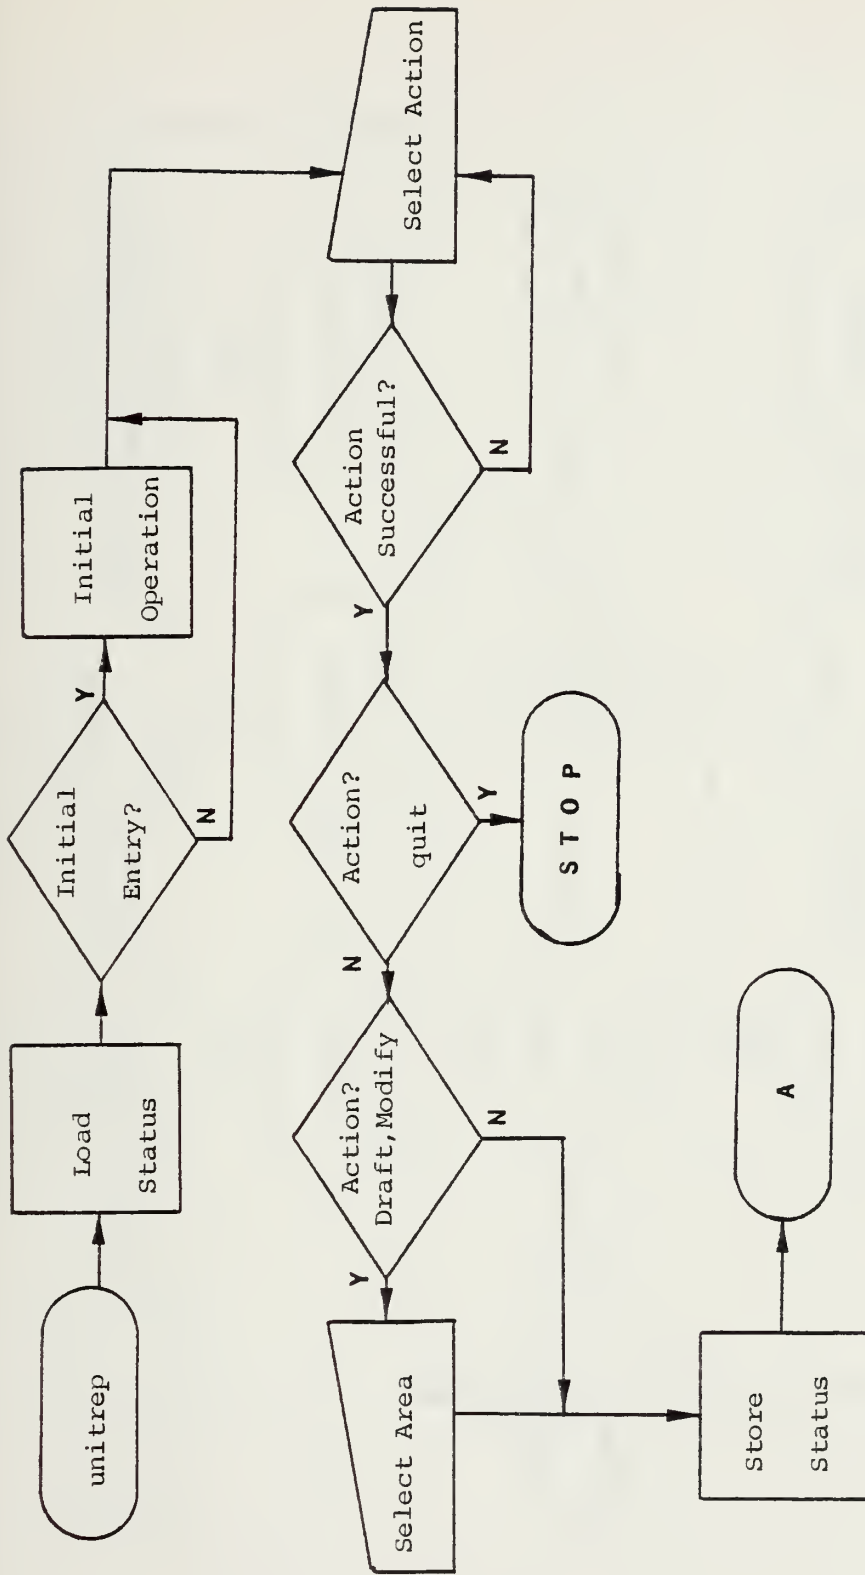 unitrep
Load
Status
Initial
Entry?
Y
N
Initial
Operation
Select Action
Action
Successful?
Y
N
Action?
quit
N
Y
STOP
Action?
Draft,Modify
Y
N
Select Area
Store
Status
A